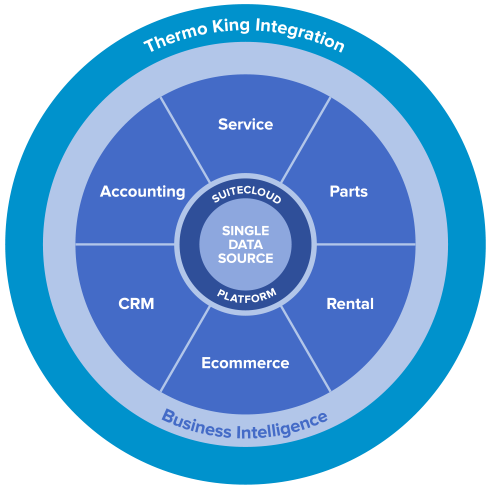 Thermo King Integration
Service
Accounting
Parts
SUITECLOUD
SINGLE
DATA
SOURCE
PLATFORM
CRM
Rental
Ecommerce
Business Intelligence